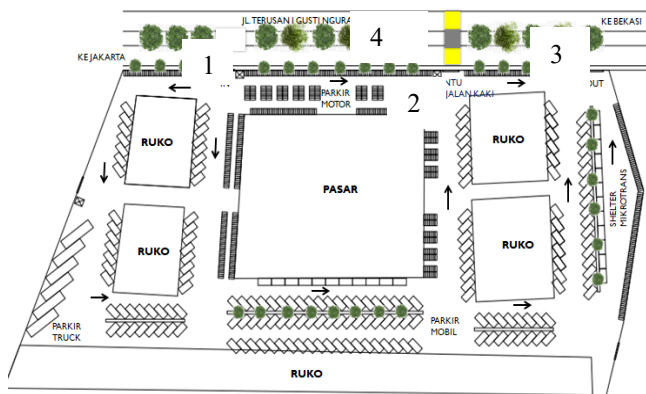 JL. TERUSAN I GUSTI NGURA
4
KE BEKASI
KE JAKARTA
1
3
IN
PARKIR
MOTOR
2
NTU
JALAN KAKI
OUT
RUKO
RUKO
PASAR
SHELTER
MIKROTRANS
RUKO
RUKO
PARKIR
TRUCK
PARKIR
MOBIL
RUKO